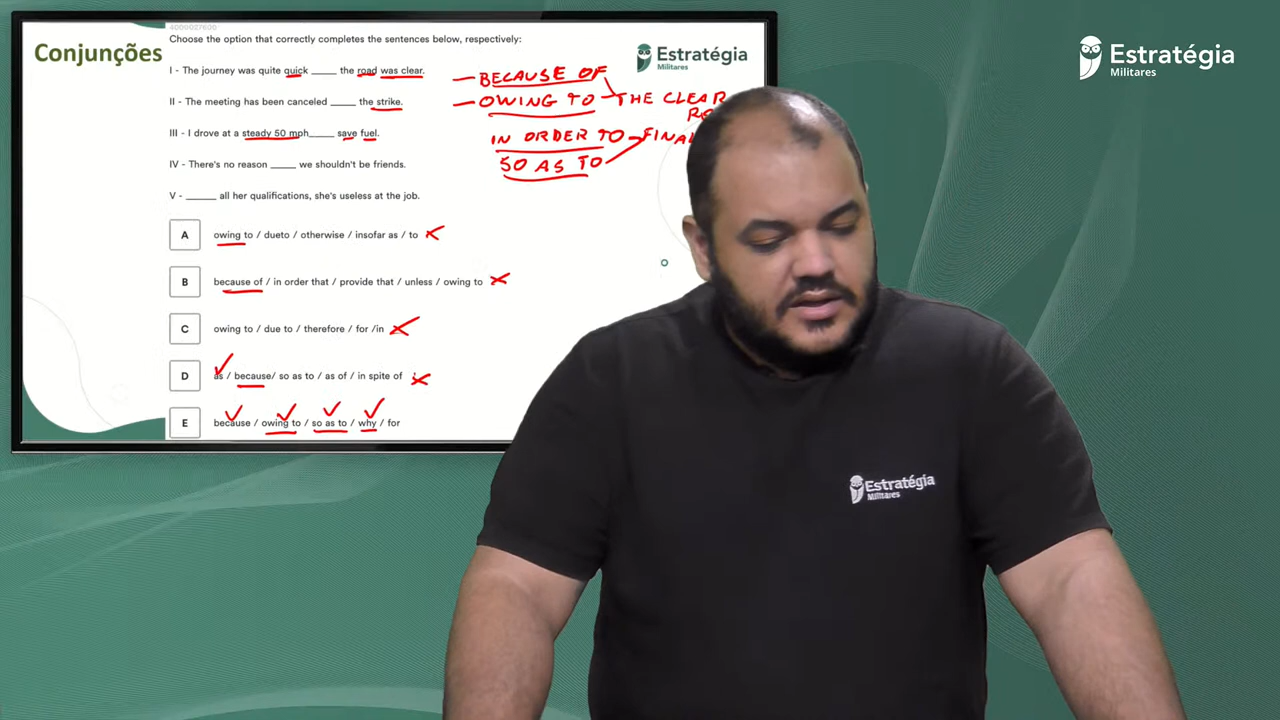 4000027600
Conjunções
Choose the option that correctly completes the sentences below, respectively:
Estratégia
Militares
I - The journey was quite quick _____ the road was clear.
II - The meeting has been canceled _____ the strike.
III - I drove at a steady 50 mph_____ save fuel.
IV - There's no reason _____ we shouldn't be friends.
V - ______ all her qualifications, she's useless at the job.
— BECAUSE OF
— OWING TO — THE CLEAR
IN ORDER TO
SO AS TO
A owing to / dueto / otherwise / insofar as / to
B because of / in order that / provide that / unless / owing to
C owing to / due to / therefore / for /in
D as / because/ so as to / as of / in spite of
E because / owing to / so as to / why / for
Estratégia
Militares
Estratégia
Militares